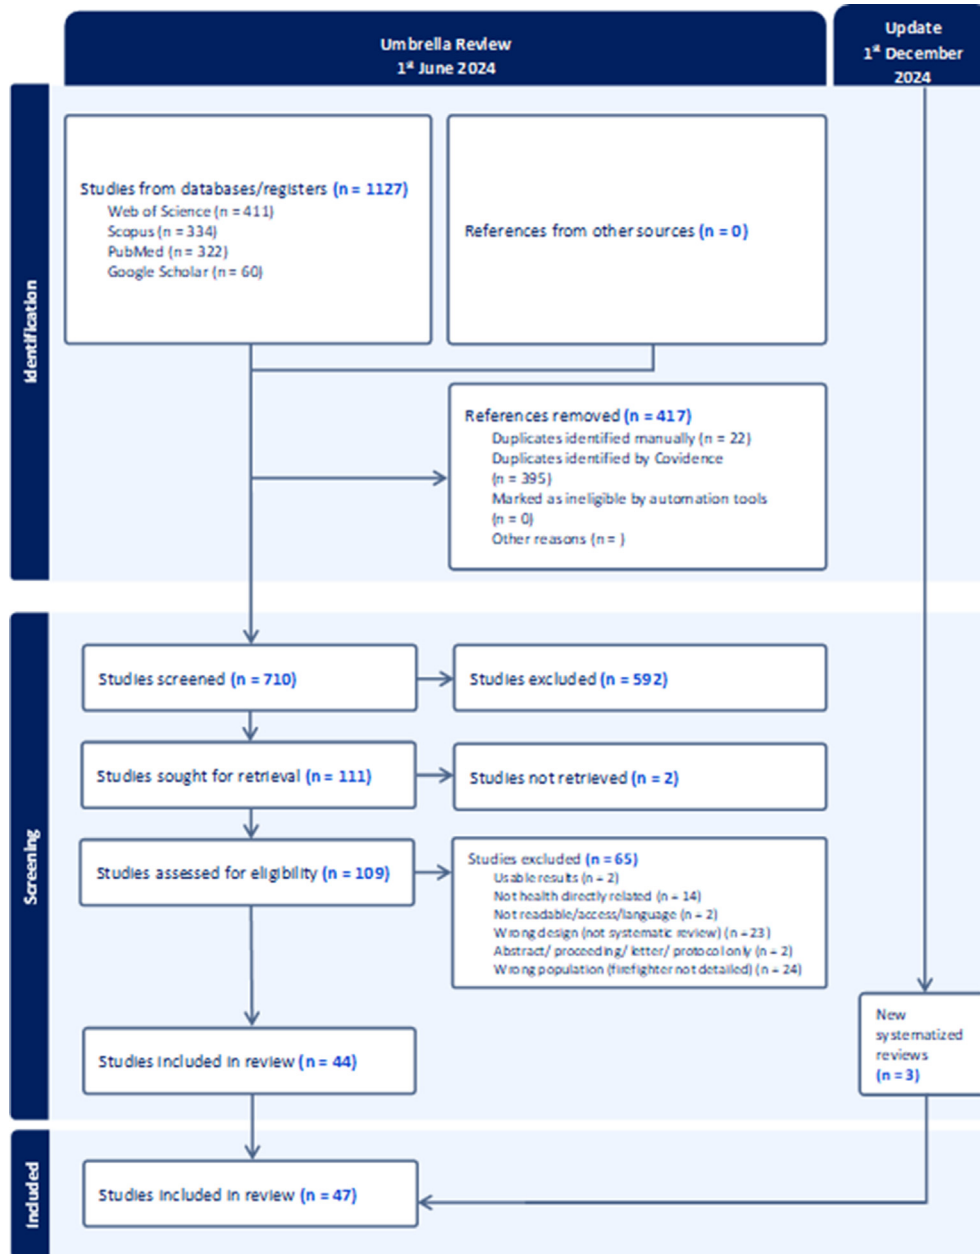 Umbrella Review
1st June 2024
Update
1st December
2024
Identification
Studies from databases/registers (n = 1127)
Web of Science (n = 411)
Scopus (n = 334)
PubMed (n = 322)
Google Scholar (n = 60)
References from other sources (n = 0)
References removed (n = 417)
Duplicates identified manually (n = 22)
Duplicates identified by Covidence
(n = 395)
Marked as ineligible by automation tools
(n = 0)
Other reasons (n = )
Screening
Studies screened (n = 710)
Studies excluded (n = 592)
Studies sought for retrieval (n = 111)
Studies not retrieved (n = 2)
Studies assessed for eligibility (n = 109)
Studies excluded (n = 65)
Usable results (n = 2)
Not health directly related (n = 14)
Not readable/access/language (n = 2)
Wrong design (not systematic review) (n = 23)
Abstract/ proceeding/ letter/ protocol only (n = 2)
Wrong population (firefighter not detailed) (n = 24)
Studies included in review (n = 44)
New
systematized
reviews
(n = 3)
Included
Studies included in review (n = 47)